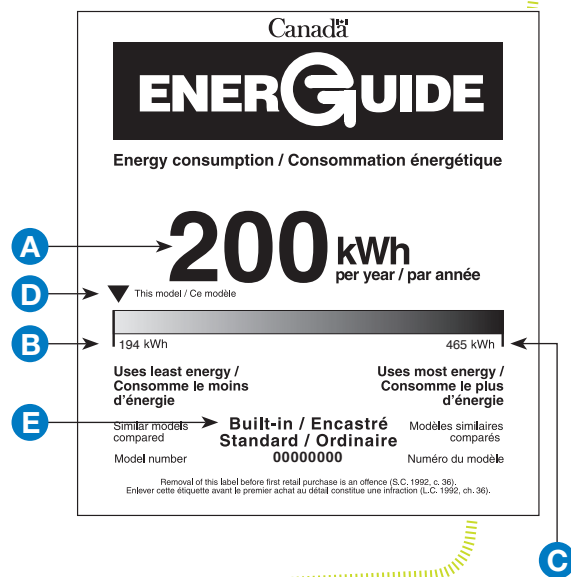 Canada
ENERGUIDE
Energy consumption / Consommation énergétique
A
200 kWh
per year / par année
D
This model / Ce modèle
B
194 kWh
465 kWh
Uses least energy /
Consomme le moins
d'énergie
Uses most energy /
Consomme le plus
d'énergie
E
Similar models
compared
Built-in / Encastré
Standard / Ordinaire
Modèles similaires
comparés
Model number
00000000
Numéro du modèle
Removal of this label before first retail purchase is an offence (S.C. 1992, c. 36).
Enlever cette étiquette avant le premier achat au détail constitue une infraction (L.C. 1992, ch. 36).
C